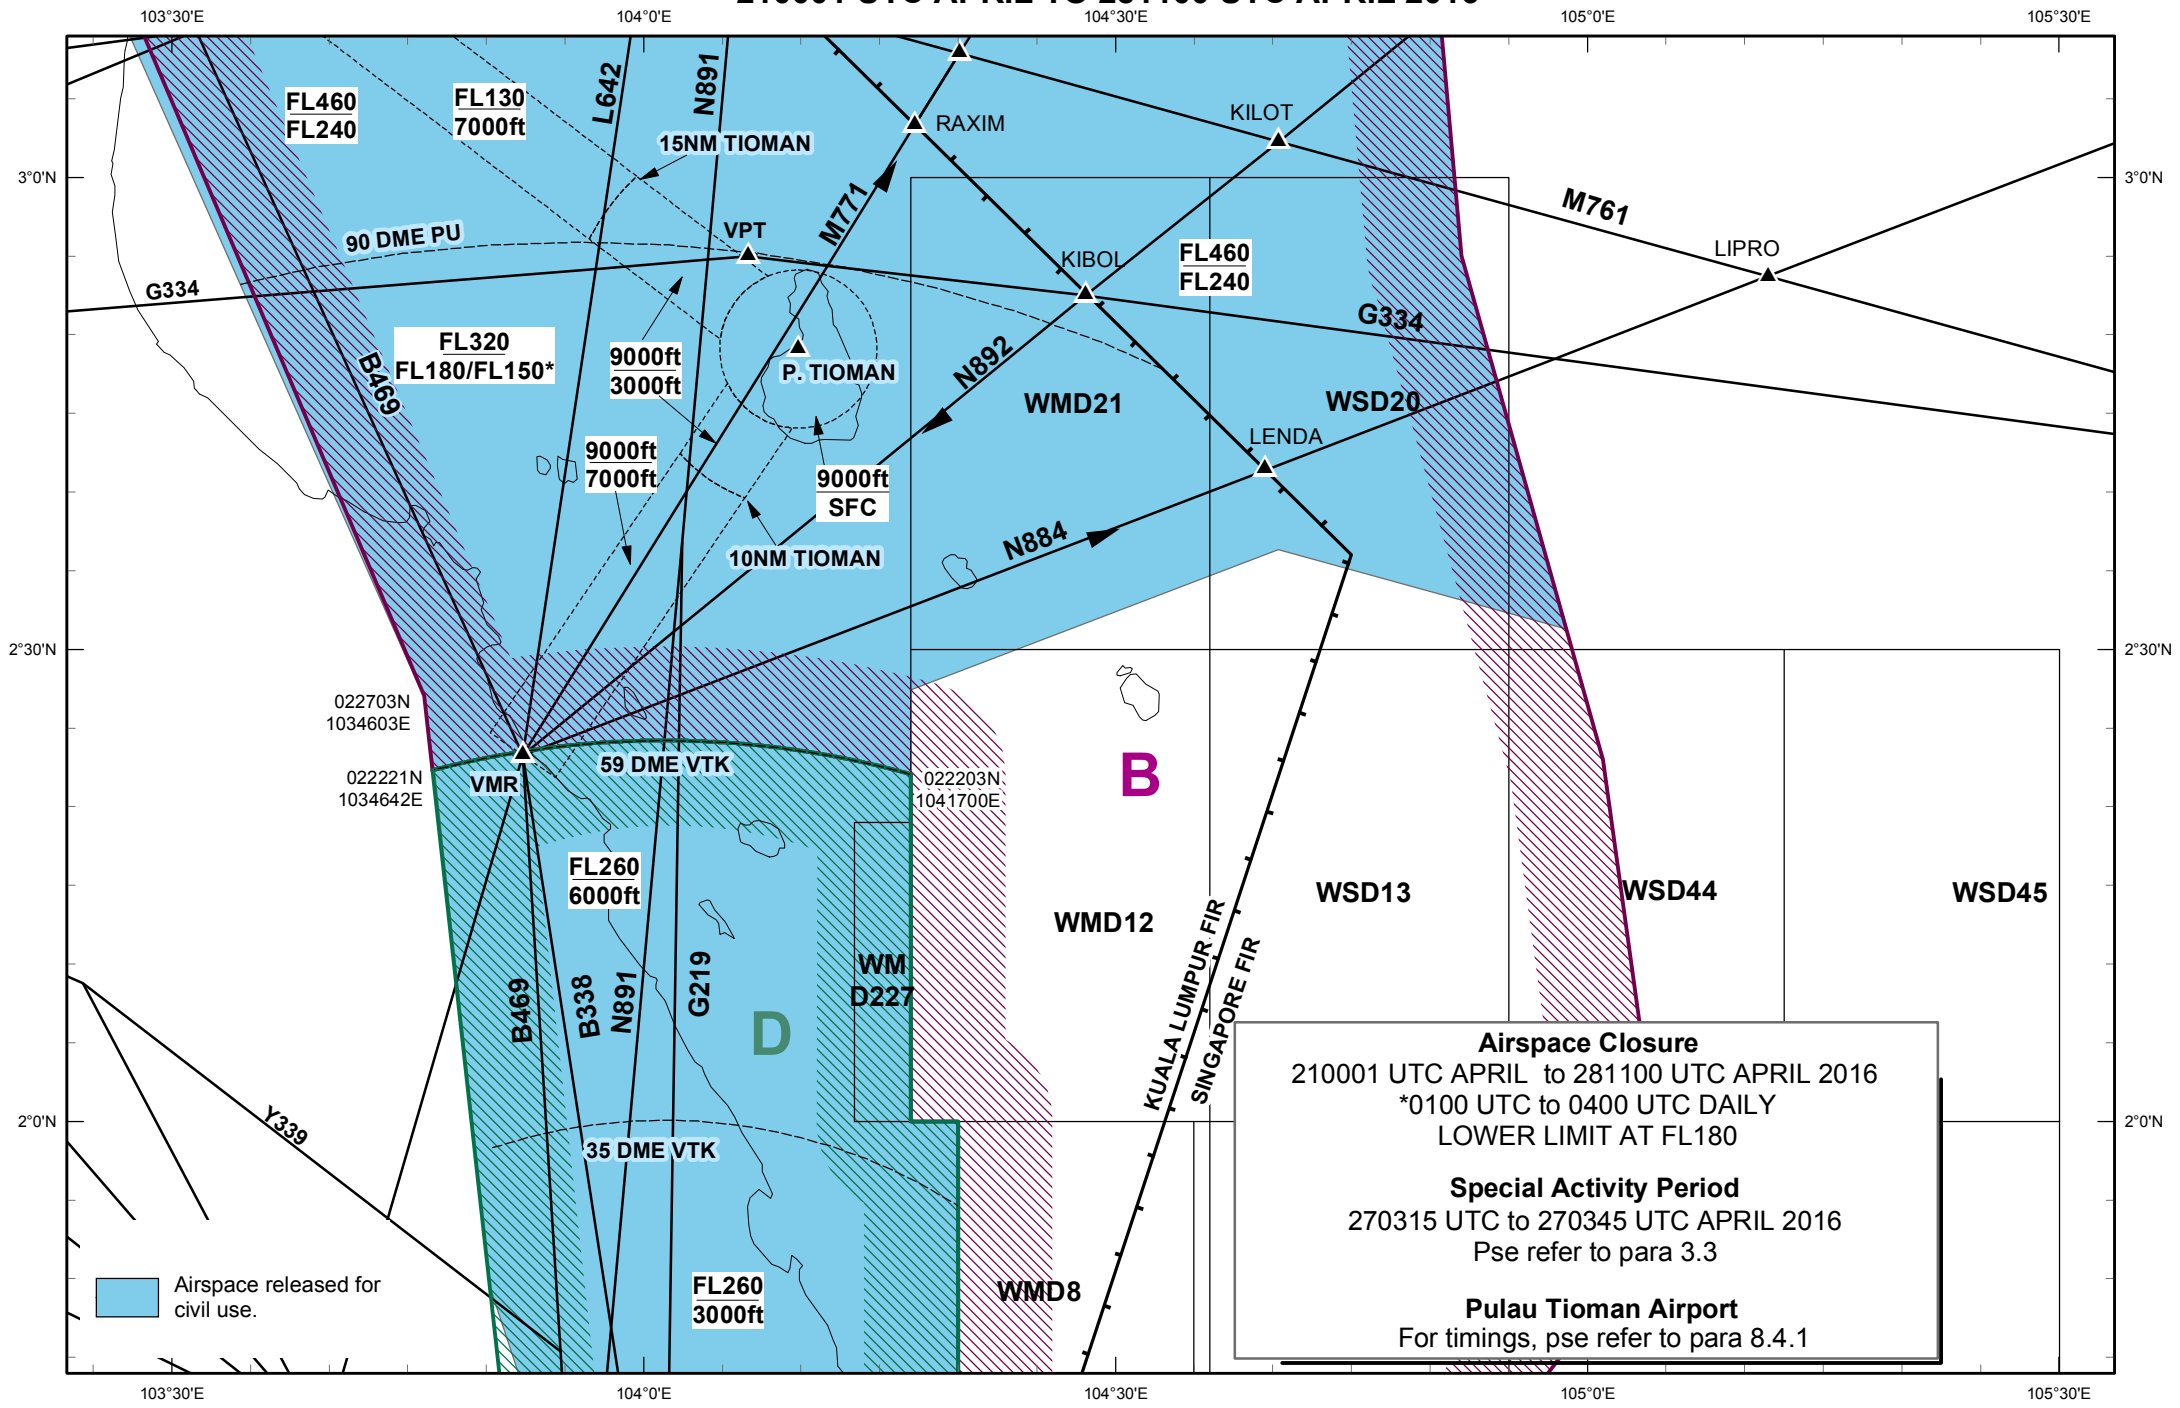 103°30'E
104°0'E
104°30'E
105°0'E
105°30'E
FL460
FL240
FL130
7000ft
L642
N891
15NM TIOMAN
RAXIM
KILOT
3°0'N
3°0'N
M771
M761
90 DME PU
VPT
KIBOL
FL460
FL240
LIPRO
G334
G334
FL320
FL180/FL150*
B469
9000ft
3000ft
P. TIOMAN
N892
WMD21
WSD20
LENDA
9000ft
7000ft
9000ft
SFC
10NM TIOMAN
N884
2°30'N
2°30'N
022703N
1034603E
022221N
1034642E
VMR
59 DME VTK
022203N
1041700E
B
FL260
6000ft
WMD12
WSD13
WSD44
WSD45
WM
D227
B469
B338
N891
G219
D
KUALA LUMPUR FIR
SINGAPORE FIR
2°0'N
2°0'N
Y339
35 DME VTK
Airspace Closure
210001 UTC APRIL to 281100 UTC APRIL 2016
*0100 UTC to 0400 UTC DAILY
LOWER LIMIT AT FL180
Special Activity Period
270315 UTC to 270345 UTC APRIL 2016
Pse refer to para 3.3
Pulau Tioman Airport
For timings, pse refer to para 8.4.1
FL260
3000ft
WMD8
Airspace released for
civil use.
103°30'E
104°0'E
104°30'E
105°0'E
105°30'E